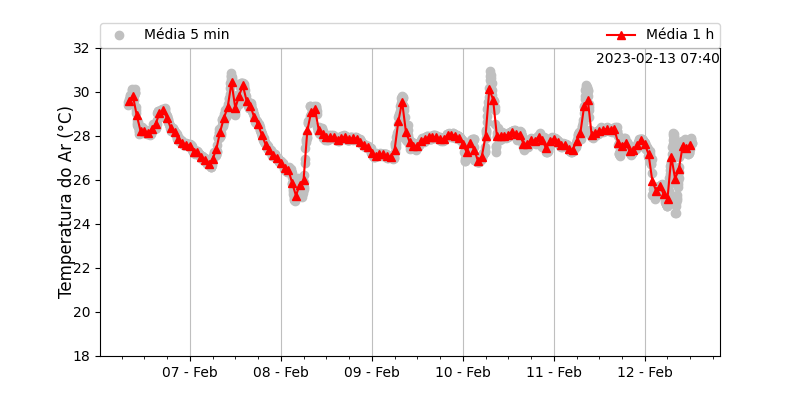 Média 5 min
Média 1 h
2023-02-13 07:40
Temperatura do Ar (°C)
32
30
28
26
24
22
20
18
07 - Feb
08 - Feb
09 - Feb
10 - Feb
11 - Feb
12 - Feb